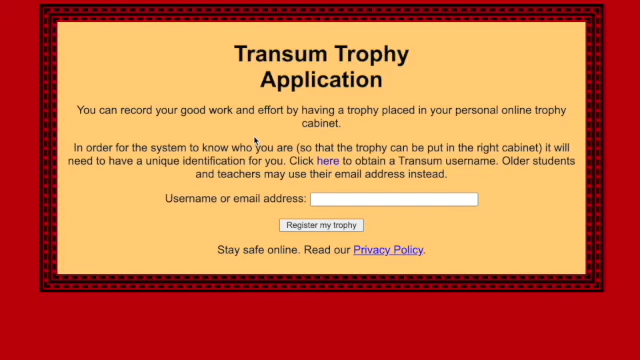 Transum Trophy
Application
You can record your good work and effort by having a trophy placed in your personal online trophy
cabinet.
In order for the system to know who you are (so that the trophy can be put in the right cabinet) it will
need to have a unique identification for you. Click here to obtain a Transum username. Older students
and teachers may use their email address instead.
Username or email address:
Register my trophy
Stay safe online. Read our Privacy Policy.